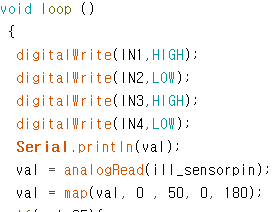 void loop ()
{
digitalWrite(IN1,HIGH);
digitalWrite(IN2,LOW);
digitalWrite(IN3,HIGH);
digitalWrite(IN4,LOW);
Serial.println(val);
val = analogRead(ill_sensorpin);
val = map(val, 0 , 50, 0, 180);